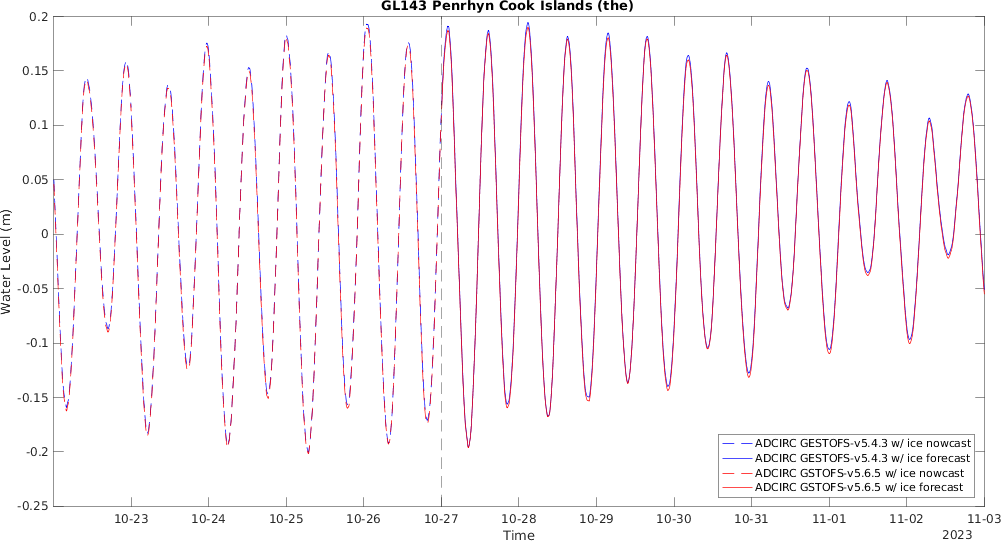 GL143 Penrhyn Cook Islands (the)
0.2
0.15
0.1
0.05
0
-0.05
-0.1
-0.15
-0.2
-0.25
Water Level (m)
ADCIRC GESTOFS-v5.4.3 w/ ice nowcast
ADCIRC GESTOFS-v5.4.3 w/ ice forecast
ADCIRC GSTOFS-v5.6.5 w/ ice nowcast
ADCIRC GSTOFS-v5.6.5 w/ ice forecast
10-23 10-24 10-25 10-26 10-27 10-28 10-29 10-30 10-31 11-01 11-02 11-03
Time
2023